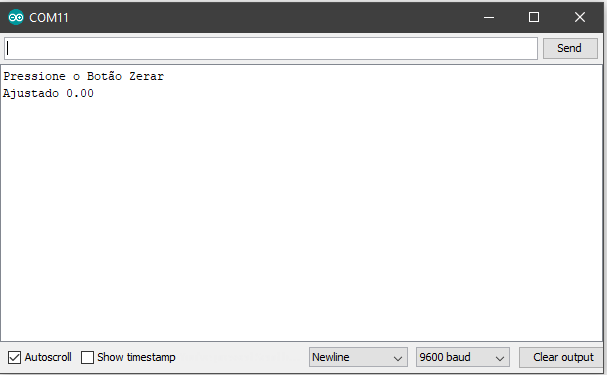 COM11
Send
Pressione o Botão Zerar
Ajustado 0.00
Autoscroll Show timestamp Newline 9600 baud Clear output